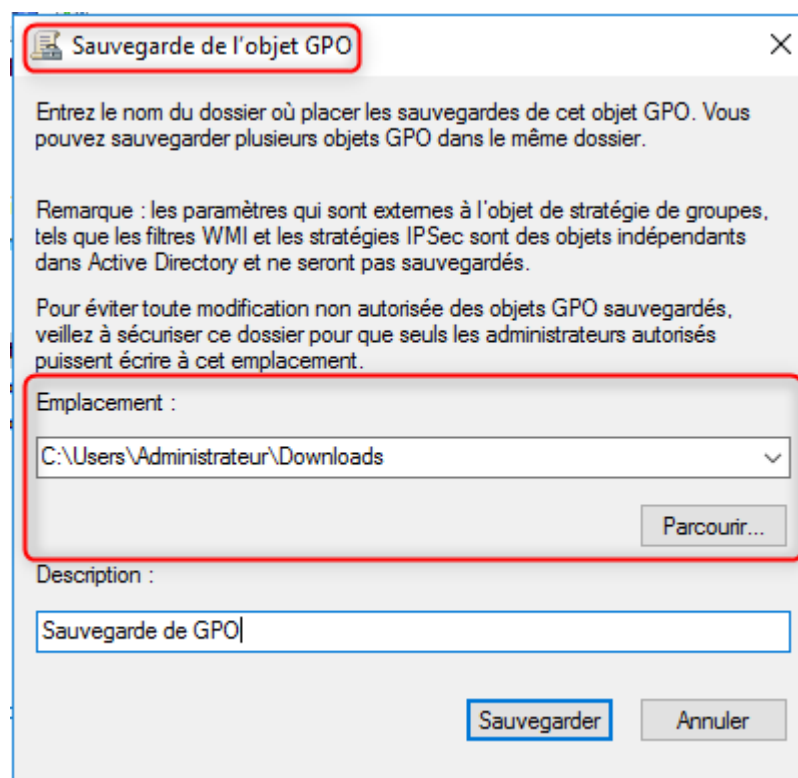 Sauvegarde de l'objet GPO
Entrez le nom du dossier où placer les sauvegardes de cet objet GPO. Vous
pouvez sauvegarder plusieurs objets GPO dans le même dossier.
Remarque : les paramètres qui sont externes à l'objet de stratégie de groupes,
tels que les filtres WMI et les stratégies IPSec sont des objets indépendants
dans Active Directory et ne seront pas sauvegardés.
Pour éviter toute modification non autorisée des objets GPO sauvegardés,
veillez à sécuriser ce dossier pour que seuls les administrateurs autorisés
puissent écrire à cet emplacement.
Emplacement :
C:\Users\Administrateur\Downloads
Parcourir...
Description :
Sauvegarde de GPO
Sauvegarder
Annuler